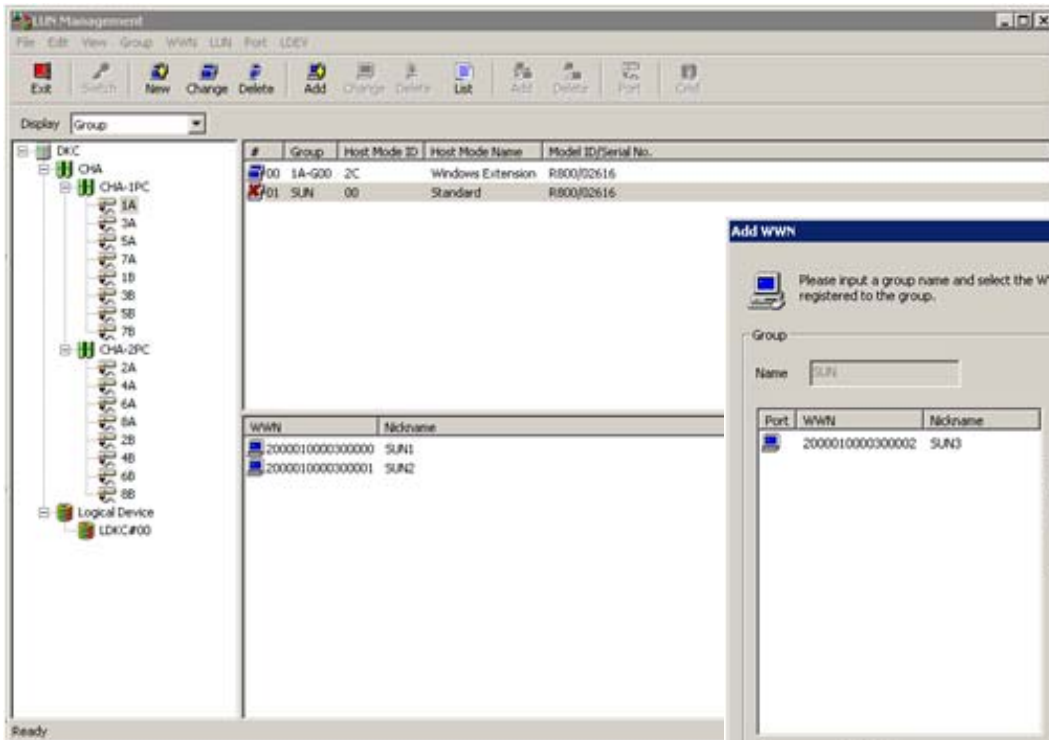 LUN Management
File Edit View Group WWN LUN Port LDEV
Exit Switch New Change Delete Add Change Delete List Add Delete Port Cmd
Display Group
DKC
CHA
CHA-1PC
1A
3A
5A
7A
1B
3B
5B
7B
CHA-2PC
2A
4A
6A
8A
2B
4B
6B
8B
Logical Device
LDKC#00
# Group Host Mode ID Host Mode Name Model ID/Serial No.
00 1A-G00 2C Windows Extension R800/02616
01 SUN 00 Standard R800/02616
WWN Nickname
2000010000300000 SUN1
2000010000300001 SUN2
Add WWN
Please input a group name and select the W
registered to the group.
Group
Name SUN
Port WWN Nickname
2000010000300002 SUN3
Ready